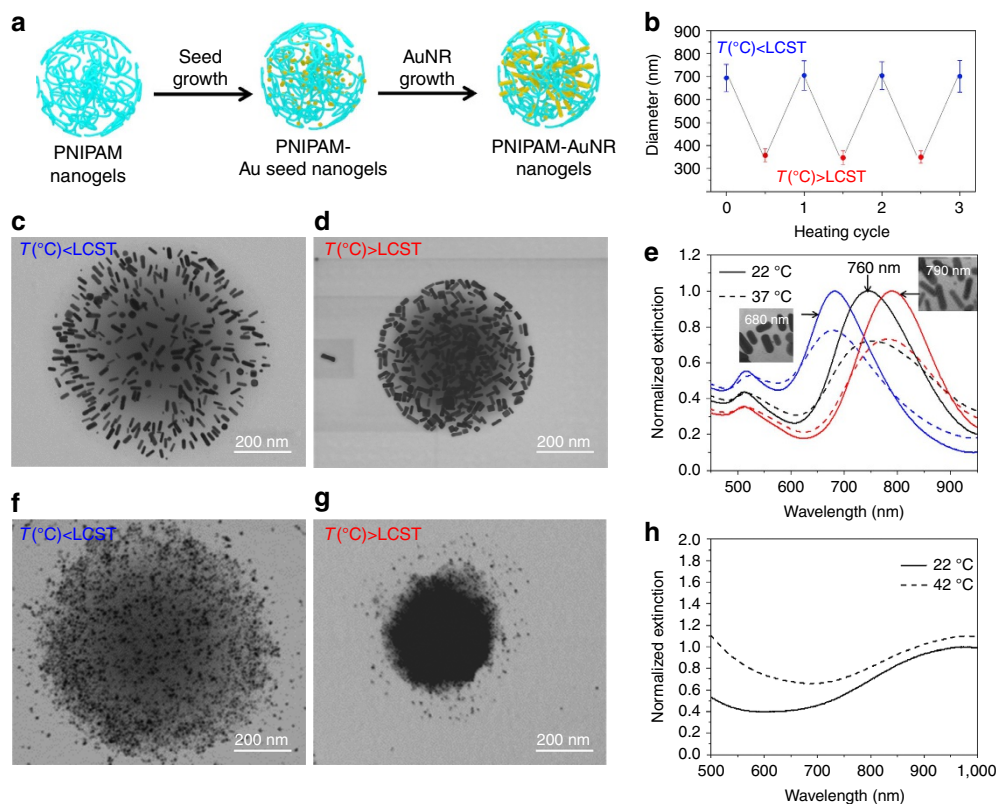 a
Seed
growth
AuNR
growth
PNIPAM
nanogels
PNIPAM-
Au seed nanogels
PNIPAM-AuNR
nanogels
b
900
800
700
600
500
400
300
Diameter (nm)
T(°C)<LCST
T(°C)>LCST
0
1
2
3
Heating cycle
c
T(°C)<LCST
200 nm
d
T(°C)>LCST
200 nm
e
1.2
1.0
0.8
0.6
0.4
0.2
0.0
Normalized extinction
22 °C
37 °C
760 nm
790 nm
680 nm
500
600
700
800
900
Wavelength (nm)
f
T(°C)<LCST
200 nm
g
T(°C)>LCST
200 nm
h
2.0
1.8
1.6
1.4
1.2
1.0
0.8
0.6
0.4
0.2
0.0
Normalized extinction
22 °C
42 °C
500
600
700
800
900
1,000
Wavelength (nm)